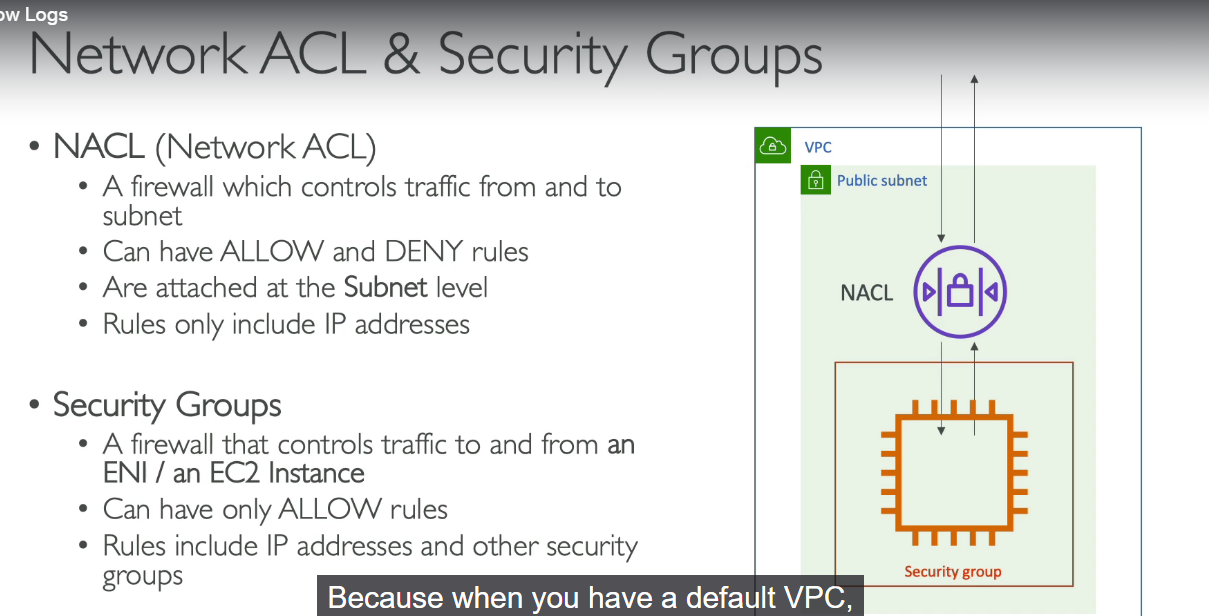 ow Logs
Network ACL & Security Groups
• NACL (Network ACL)
• A firewall which controls traffic from and to
subnet
• Can have ALLOW and DENY rules
• Are attached at the Subnet level
• Rules only include IP addresses
• Security Groups
• A firewall that controls traffic to and from an
ENI / an EC2 Instance
• Can have only ALLOW rules
• Rules include IP addresses and other security
groups
VPC
Public subnet
NACL
Security group
Because when you have a default VPC,